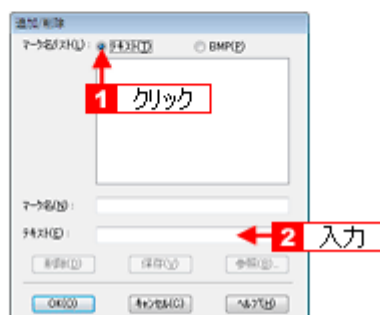 追加/削除
マーク名リスト(L): テキスト(T) BMP(P)
1 クリック
マーク名(N):
テキスト(E):
2 入力
削除(D) 保存(V) 参照(B)...
OK(O) キャンセル(C) ヘルプ(H)